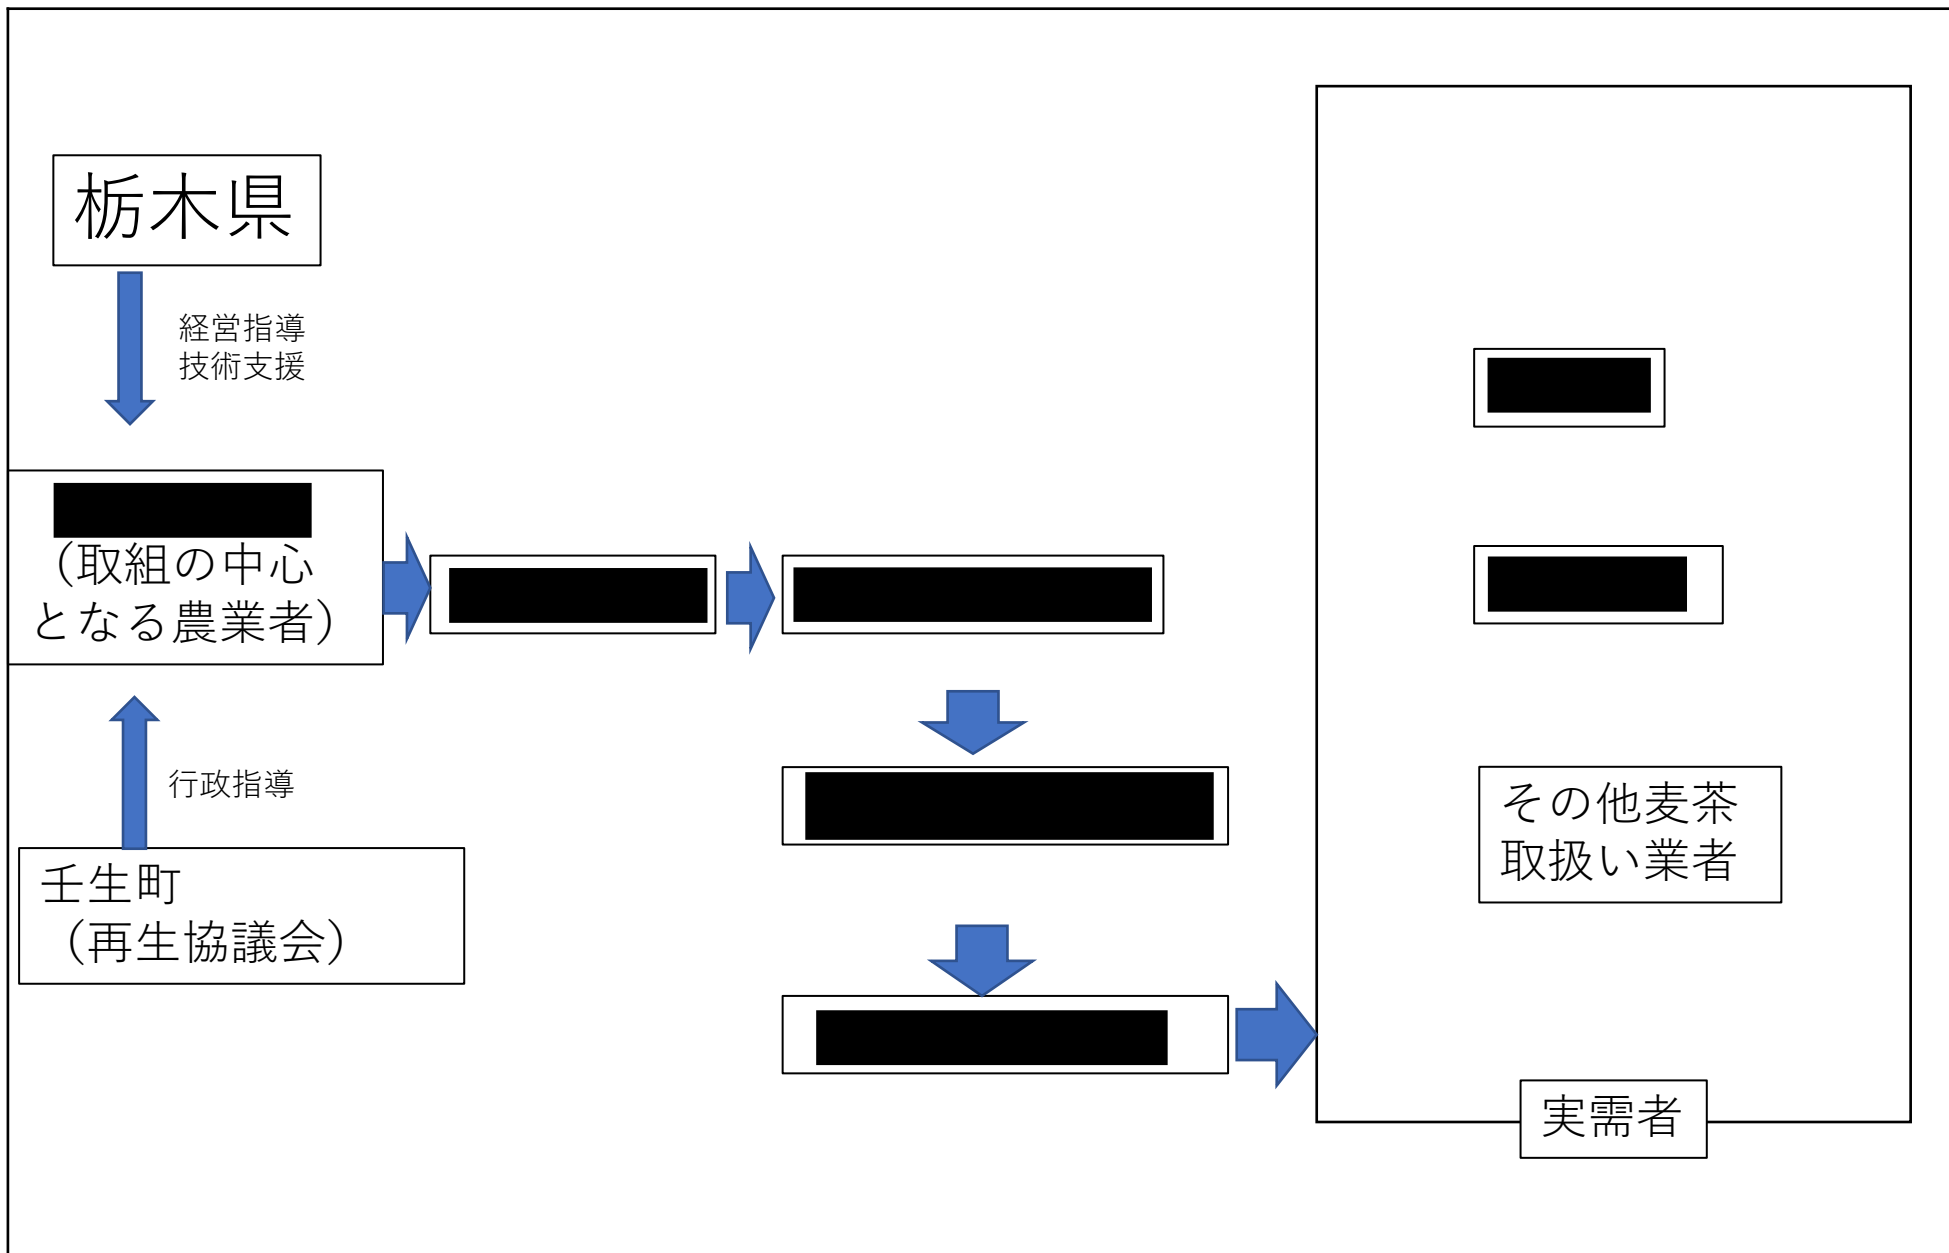 栃木県
経営指導
技術支援
（取組の中心
となる農業者）
行政指導
壬生町
（再生協議会）
その他麦茶
取扱い業者
実需者